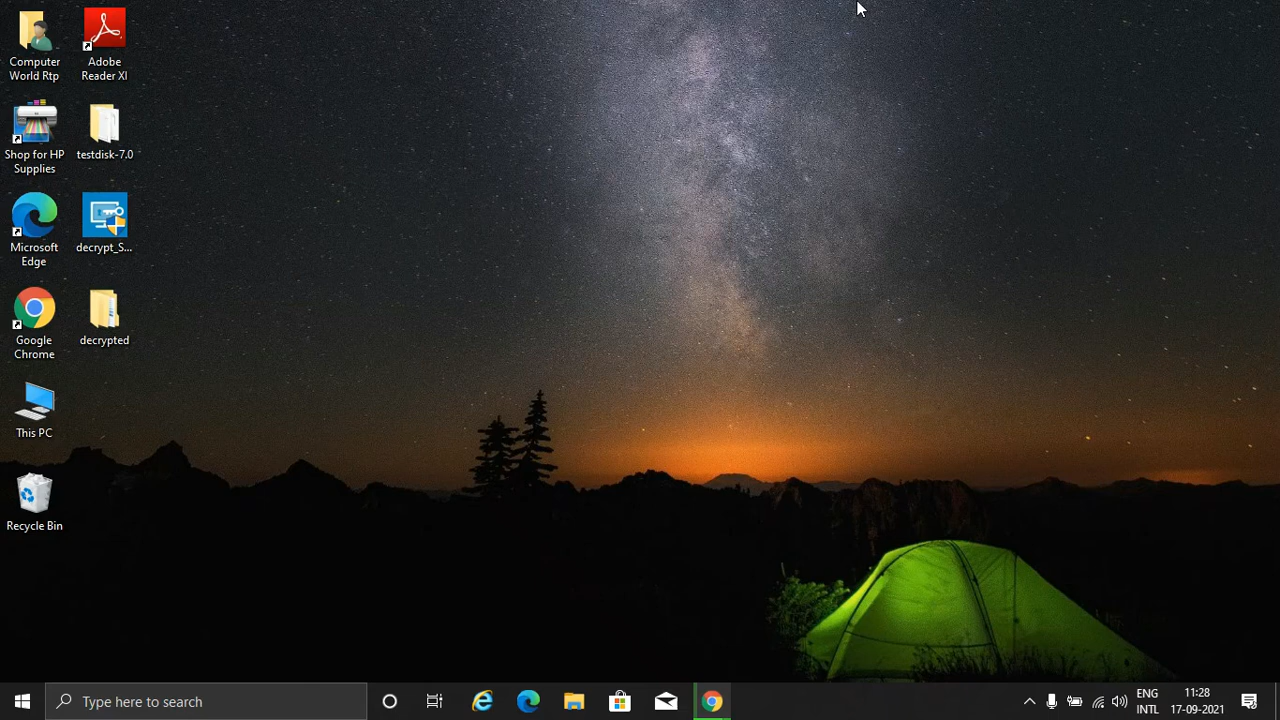 Computer
World Rtp
Adobe
Reader XI
Shop for HP
Supplies
testdisk-7.0
Microsoft
Edge
decrypt_S...
Google
Chrome
decrypted
This PC
Recycle Bin
Type here to search
ENG
INTL
11:28
17-09-2021